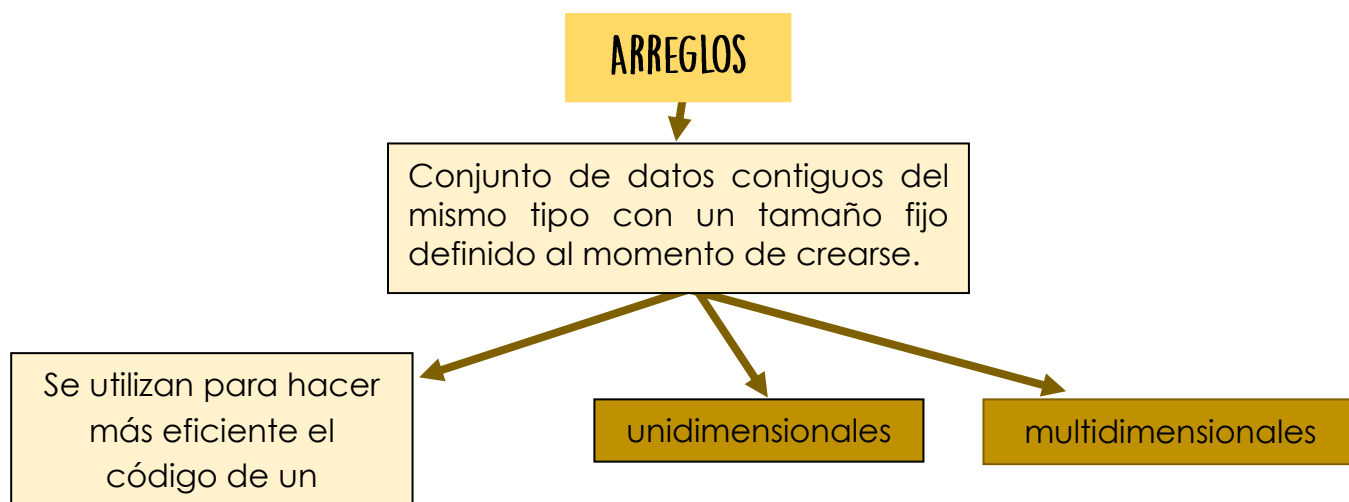 ARREGLOS
Conjunto de datos contiguos del
mismo tipo con un tamaño fijo
definido al momento de crearse.
Se utilizan para hacer
más eficiente el
código de un
unidimensionales
multidimensionales